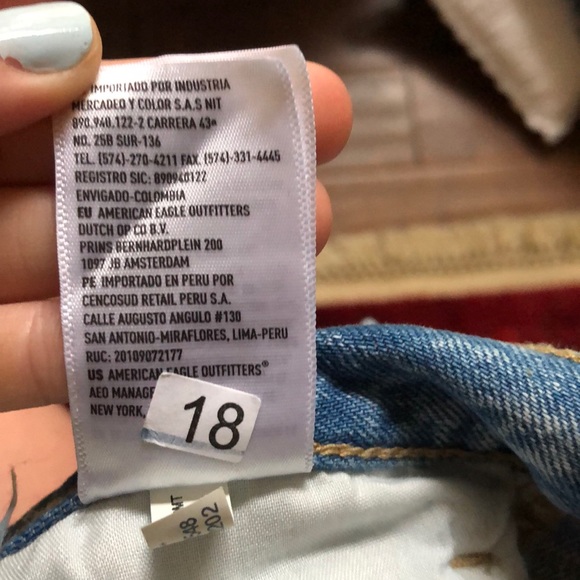 IMPORTADO POR INDUSTRIA
MERCADEO Y COLOR S.A.S NIT
890.940.122-2 CARRERA 43ª
NO. 25B SUR-136
TEL. (574)-270-4211 FAX. (574)-331-4445
REGISTRO SIC: 890940122
ENVIGADO-COLOMBIA
EU AMERICAN EAGLE OUTFITTERS
DUTCH OP CO B.V.
PRINS BERNHARDPLEIN 200
1097 JB AMSTERDAM
PE IMPORTADO EN PERU POR
CENCOSUD RETAIL PERU S.A.
CALLE AUGUSTO ANGULO #130
SAN ANTONIO-MIRAFLORES, LIMA-PERU
RUC: 20109072177
US AMERICAN EAGLE OUTFITTERS®
AEO MANAGE
NEW YORK,
18
MT
202